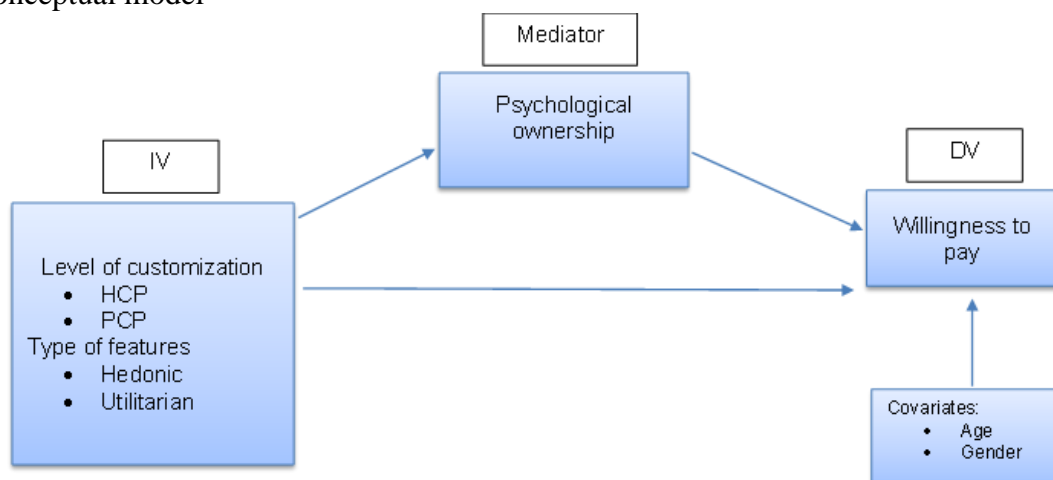 onceptual model
Mediator
Psychological
ownership
IV
DV
Level of customization
• HCP
• PCP
Type of features
• Hedonic
• Utilitarian
Willingness to
pay
Covariates:
• Age
• Gender